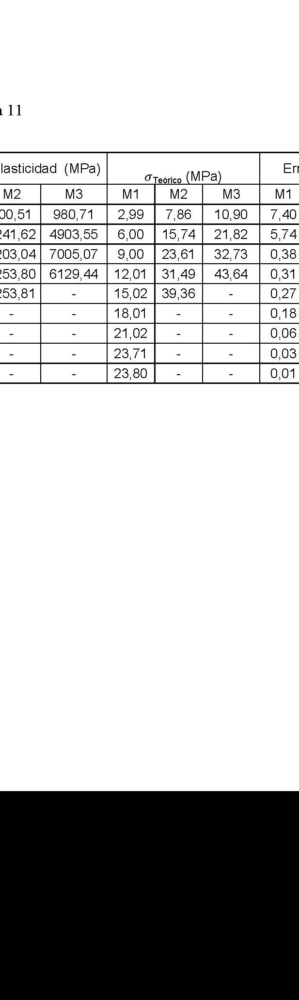 a 11
lasticidad (MPa) σTeórico (MPa) Err
M2 M3 M1 M2 M3 M1
00,51 980,71 2,99 7,86 10,90 7,40
241,62 4903,55 6,00 15,74 21,82 5,74
203,04 7005,07 9,00 23,61 32,73 0,38
253,80 6129,44 12,01 31,49 43,64 0,31
253,81 - 15,02 39,36 - 0,27
- - 18,01 - - 0,18
- - 21,02 - - 0,06
- - 23,71 - - 0,03
- - 23,80 - - 0,01